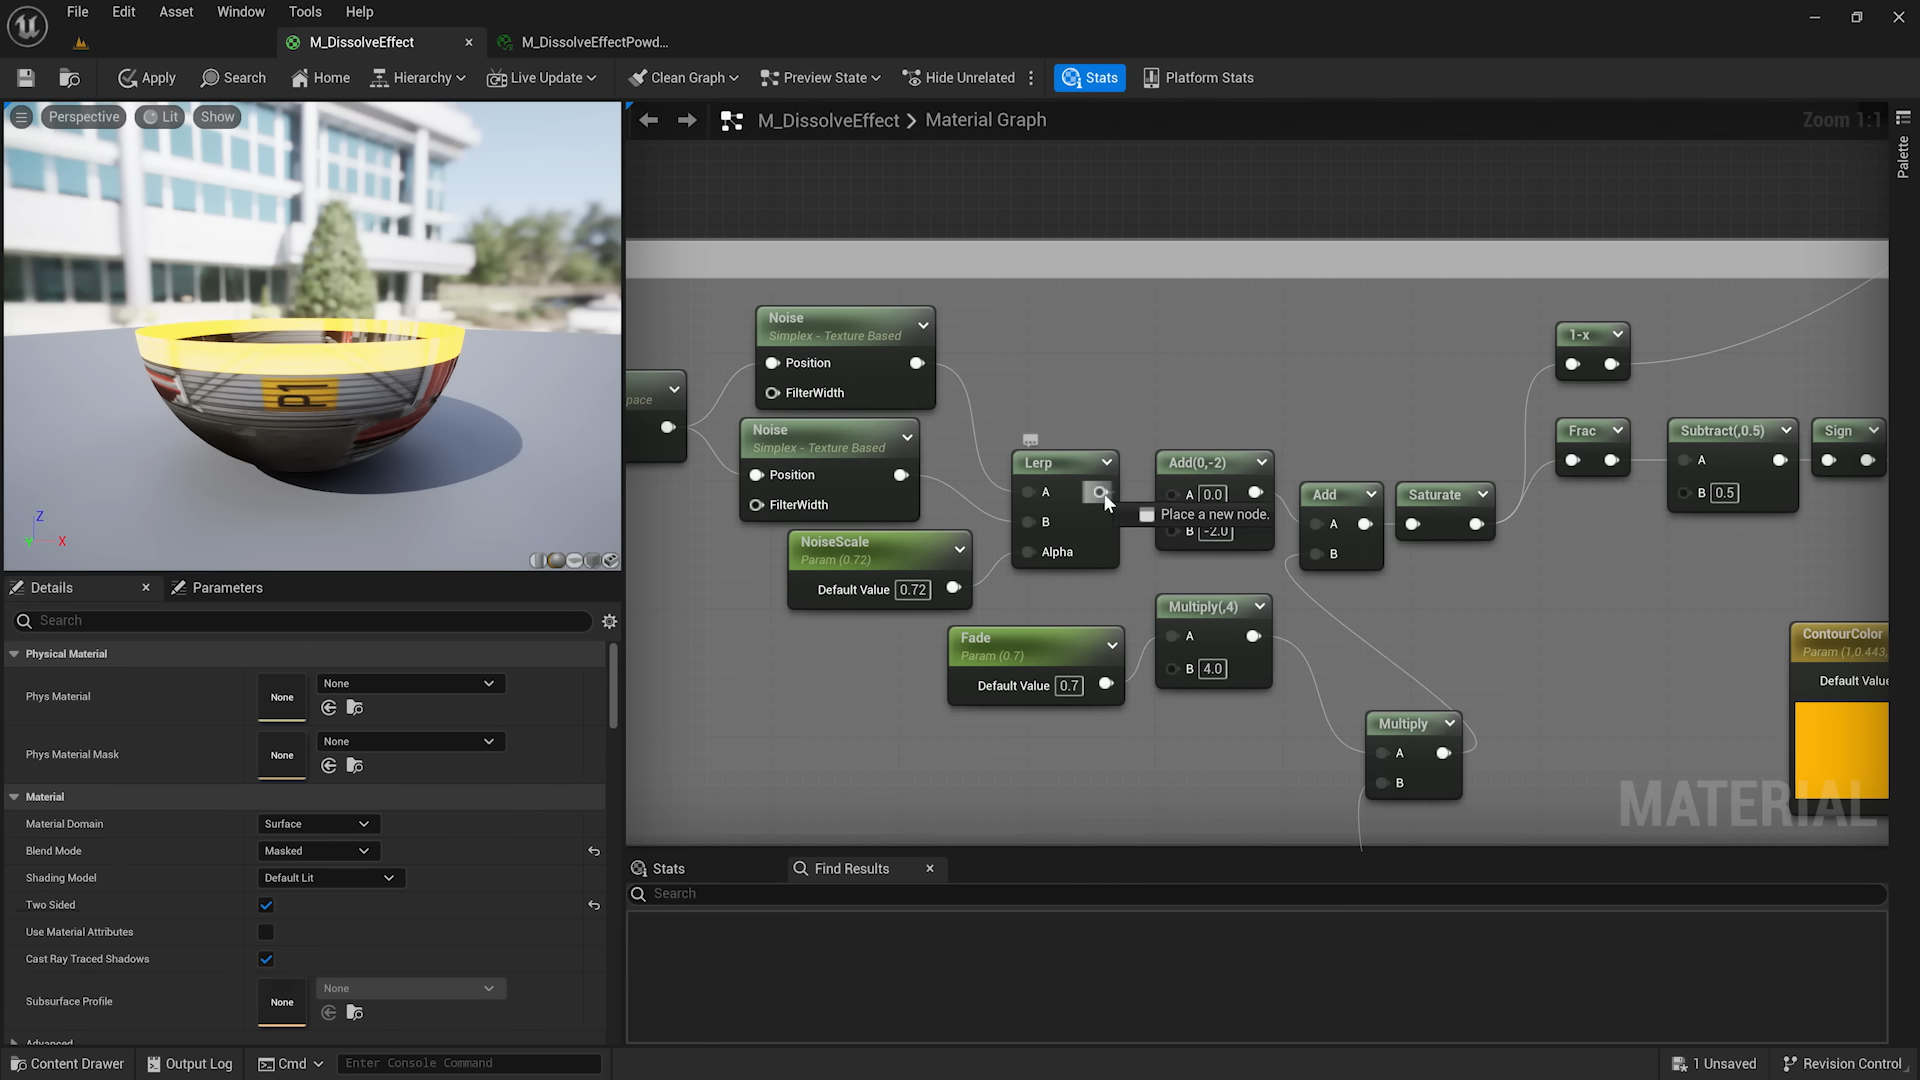 File Edit Asset Window Tools Help
M_DissolveEffect
M_DissolveEffectPowd...
Apply Search Home Hierarchy Live Update Clean Graph Preview State Hide Unrelated Stats Platform Stats
Perspective Lit Show
M_DissolveEffect > Material Graph
Zoom 1:1
Palette
P1
Z
X
Noise
Simplex - Texture Based
Position
FilterWidth
pace
Noise
Simplex - Texture Based
Position
FilterWidth
NoiseScale
Param (0.72)
Default Value 0.72
Lerp
A
B
Alpha
Add(0,-2)
A 0.0
B -2.0
Place a new node.
Add
A
B
Saturate
1-x
Frac
Subtract(,0.5)
A
B 0.5
Sign
Fade
Param (0.7)
Default Value 0.7
Multiply(,4)
A
B 4.0
Multiply
A
B
ContourColor
Param (1,0.443,
Default Value
MATERIAL
Details Parameters
Search
Physical Material
Phys Material None None
Phys Material Mask None None
Material
Material Domain Surface
Blend Mode Masked
Shading Model Default Lit
Two Sided
Use Material Attributes
Cast Ray Traced Shadows
Subsurface Profile None None
Advanced
Stats Find Results
Search
Content Drawer Output Log Cmd Enter Console Command
1 Unsaved Revision Control